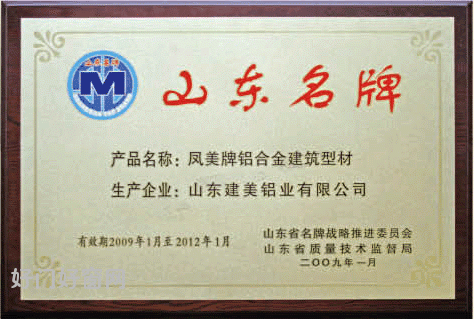 山东名牌
M
山东名牌
产品名称：凤美牌铝合金建筑型材
生产企业：山东建美铝业有限公司
有效期2009年1月至2012年1月
山东省名牌战略推进委员会
山东省质量技术监督局
二〇〇九年一月